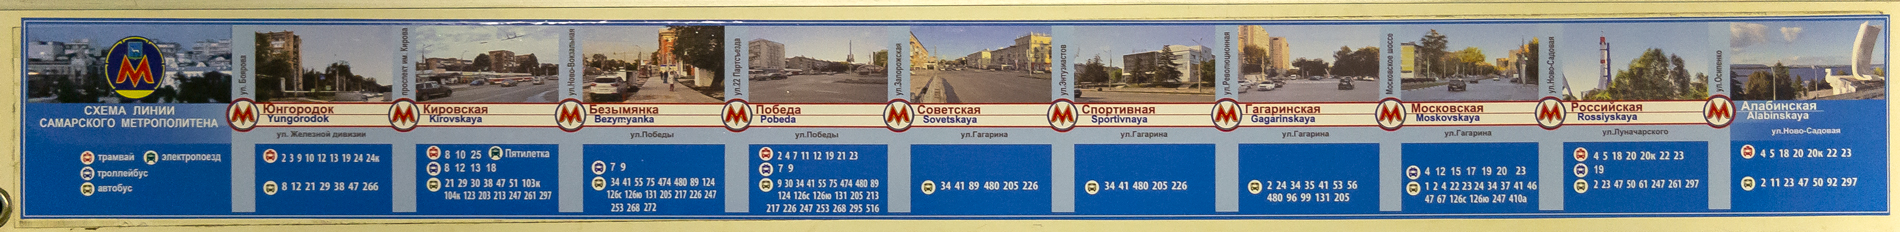 СХЕМА ЛИНИИ
САМАРСКОГО МЕТРОПОЛИТЕНА
трамвай электропоезд
троллейбус
автобус
ул. Боярова
Юнгородок
Yungorodok
ул. Железной дивизии
2 3 9 10 12 13 19 24 24к
8 12 21 29 38 47 266
проспект им. Кирова
Кировская
Kirovskaya
8 10 25 Пятилетка
8 12 13 18
21 29 30 38 47 51 103к
104к 123 203 213 247 261 297
ул.Ново-Вокзальная
Безымянка
Bezymyanka
ул.Победы
7 9
34 41 55 75 474 480 89 124
126с 126ю 131 205 217 226 247
253 268 272
ул.22 Партсъезда
Победа
Pobeda
ул.Победы
2 4 7 11 12 19 21 23
7 9
9 30 34 41 55 75 474 480 89
124 126с 126ю 131 205 213
217 226 247 253 268 295 516
ул.Запорожская
Советская
Sovetskaya
ул.Гагарина
34 41 89 480 205 226
ул.Энтузиастов
Спортивная
Sportivnaya
ул.Гагарина
34 41 480 205 226
ул.Революционная
Гагаринская
Gagarinskaya
ул.Гагарина
2 24 34 35 41 53 56
480 96 99 131 205
Московское шоссе
Московская
Moskovskaya
ул.Гагарина
4 12 15 17 19 20 23
1 2 4 22 23 24 34 37 41 46
47 67 126с 126ю 247 410а
ул.Ново-Садовая
Российская
Rossiyskaya
ул.Луначарского
4 5 18 20 20к 22 23
19
2 23 47 50 61 247 261 297
ул.Осипенко
Алабинская
Alabinskaya
ул.Ново-Садовая
4 5 18 20 20к 22 23
2 11 23 47 50 92 297